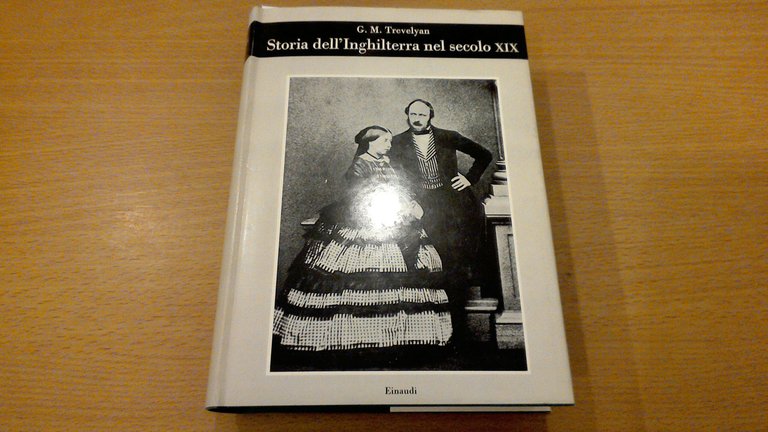 G. M. Trevelyan
Storia dell'Inghilterra nel secolo XIX
Einaudi